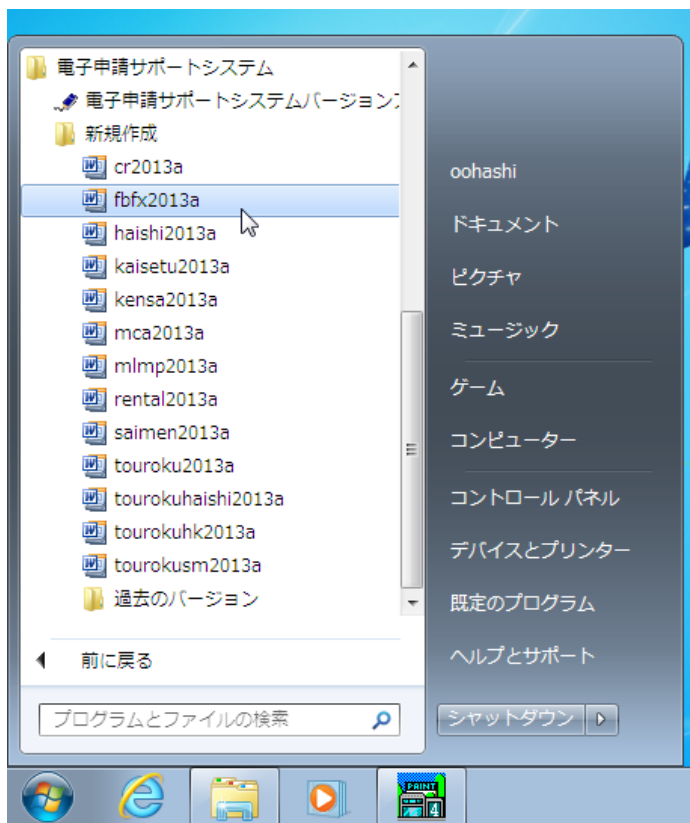 電子申請サポートシステム
電子申請サポートシステムバージョン
新規作成
cr2013a
fbfx2013a
haishi2013a
kaisetu2013a
kensa2013a
mca2013a
mlmp2013a
rental2013a
saimen2013a
touroku2013a
tourokuhaishi2013a
tourokuhk2013a
tourokusm2013a
過去のバージョン
前に戻る
プログラムとファイルの検索
oohashi
ドキュメント
ピクチャ
ミュージック
ゲーム
コンピューター
コントロール パネル
デバイスとプリンター
既定のプログラム
ヘルプとサポート
シャットダウン
PAINT
4